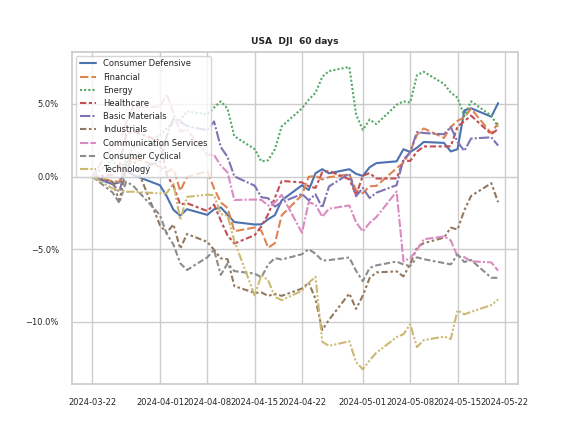 USA DJI 60 days
Consumer Defensive
Financial
Energy
Healthcare
Basic Materials
Industrials
Communication Services
Consumer Cyclical
Technology
5.0%
0.0%
−5.0%
−10.0%
2024-03-22 2024-04-01 2024-04-08 2024-04-15 2024-04-22 2024-05-01 2024-05-08 2024-05-15 2024-05-22